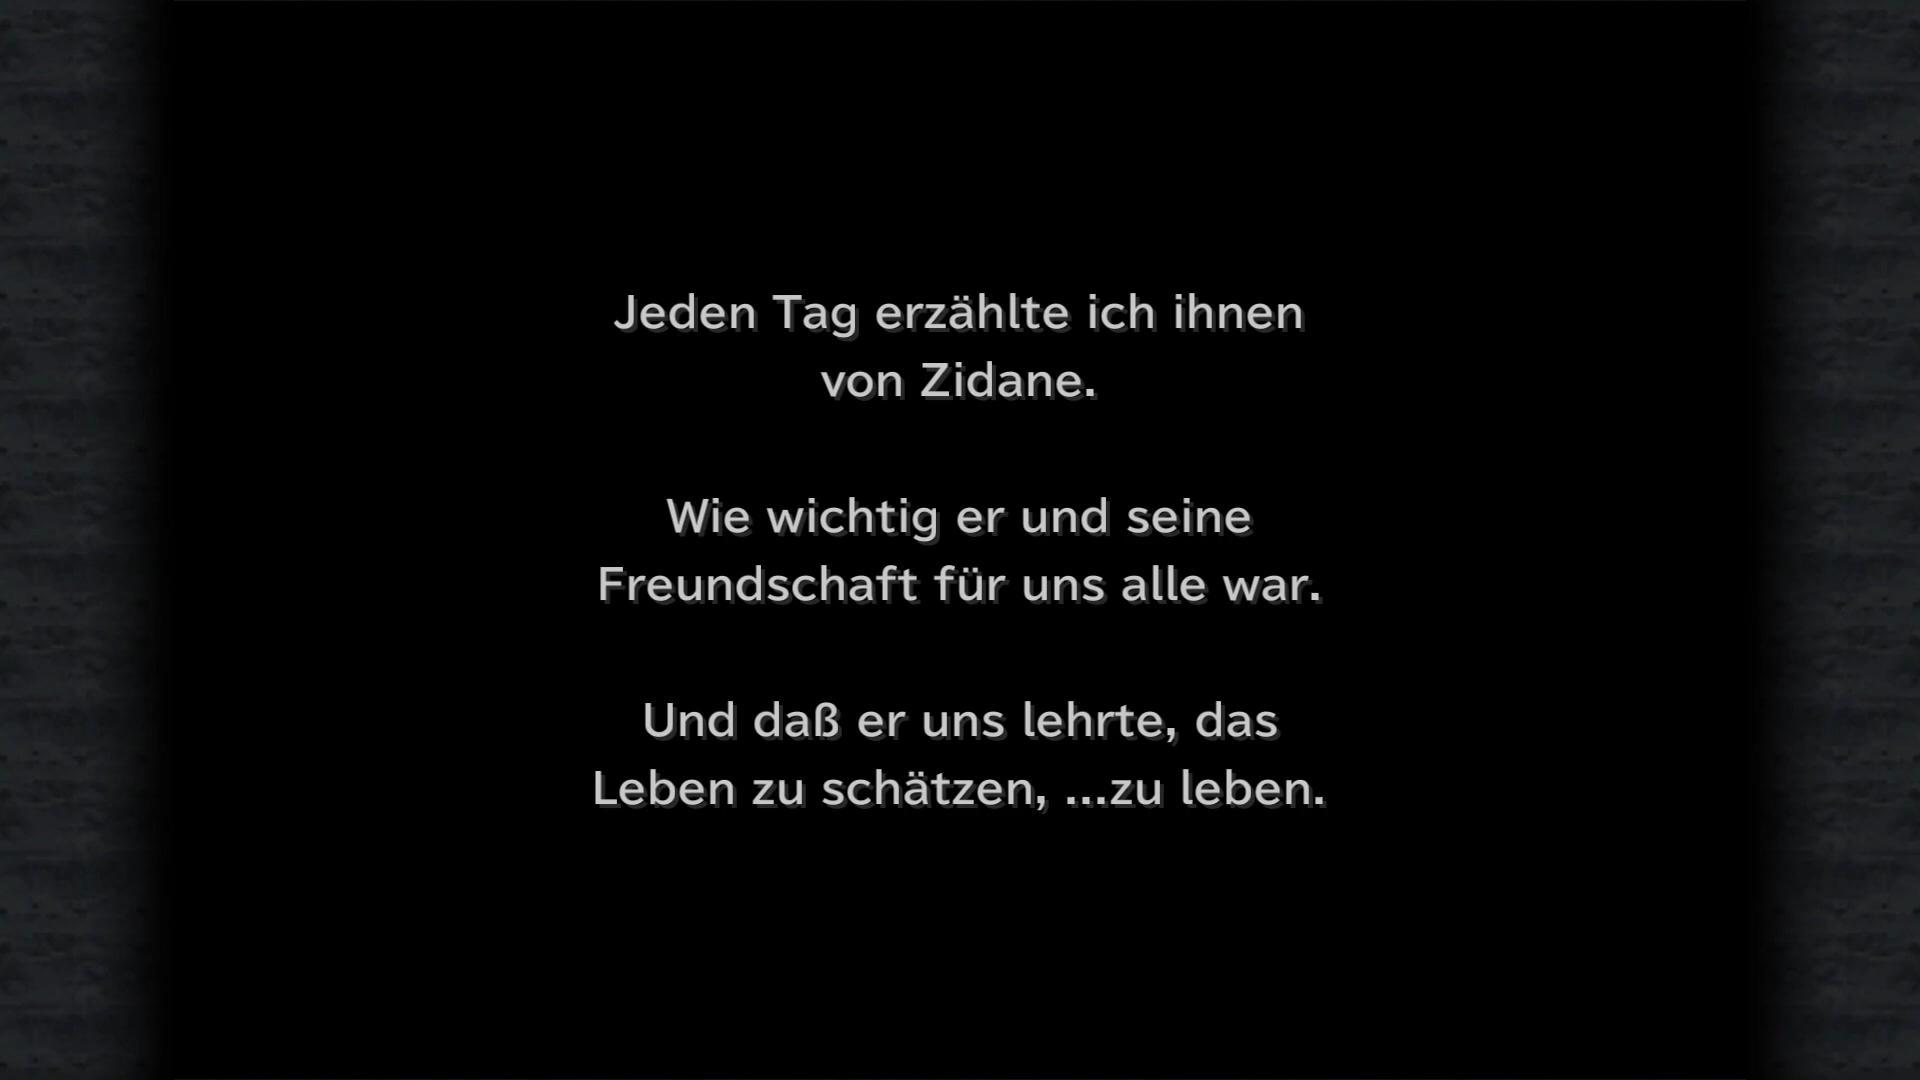 Jeden Tag erzählte ich ihnen
von Zidane.
Wie wichtig er und seine
Freundschaft für uns alle war.
Und daß er uns lehrte, das
Leben zu schätzen, ...zu leben.